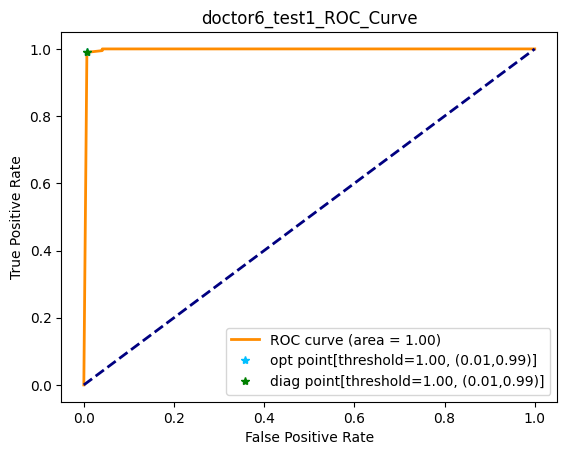 doctor6_test1_ROC_Curve
True Positive Rate
1.0
0.8
0.6
0.4
0.2
0.0
ROC curve (area = 1.00)
opt point[threshold=1.00, (0.01,0.99)]
diag point[threshold=1.00, (0.01,0.99)]
0.0 0.2 0.4 0.6 0.8 1.0
False Positive Rate